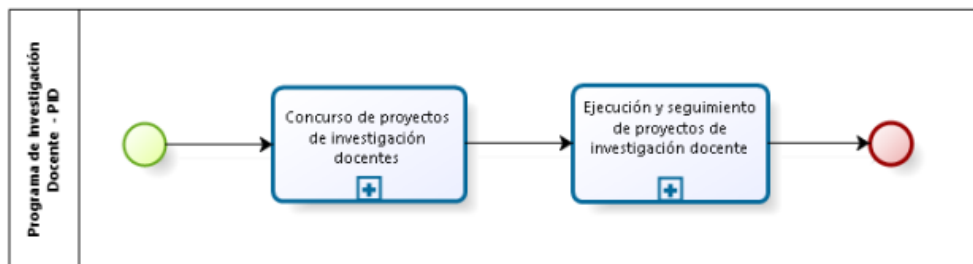 Programa de Investigación
Docente - PID
Concurso de proyectos
de investigación
docentes
Ejecución y seguimiento
de proyectos de
investigación docente